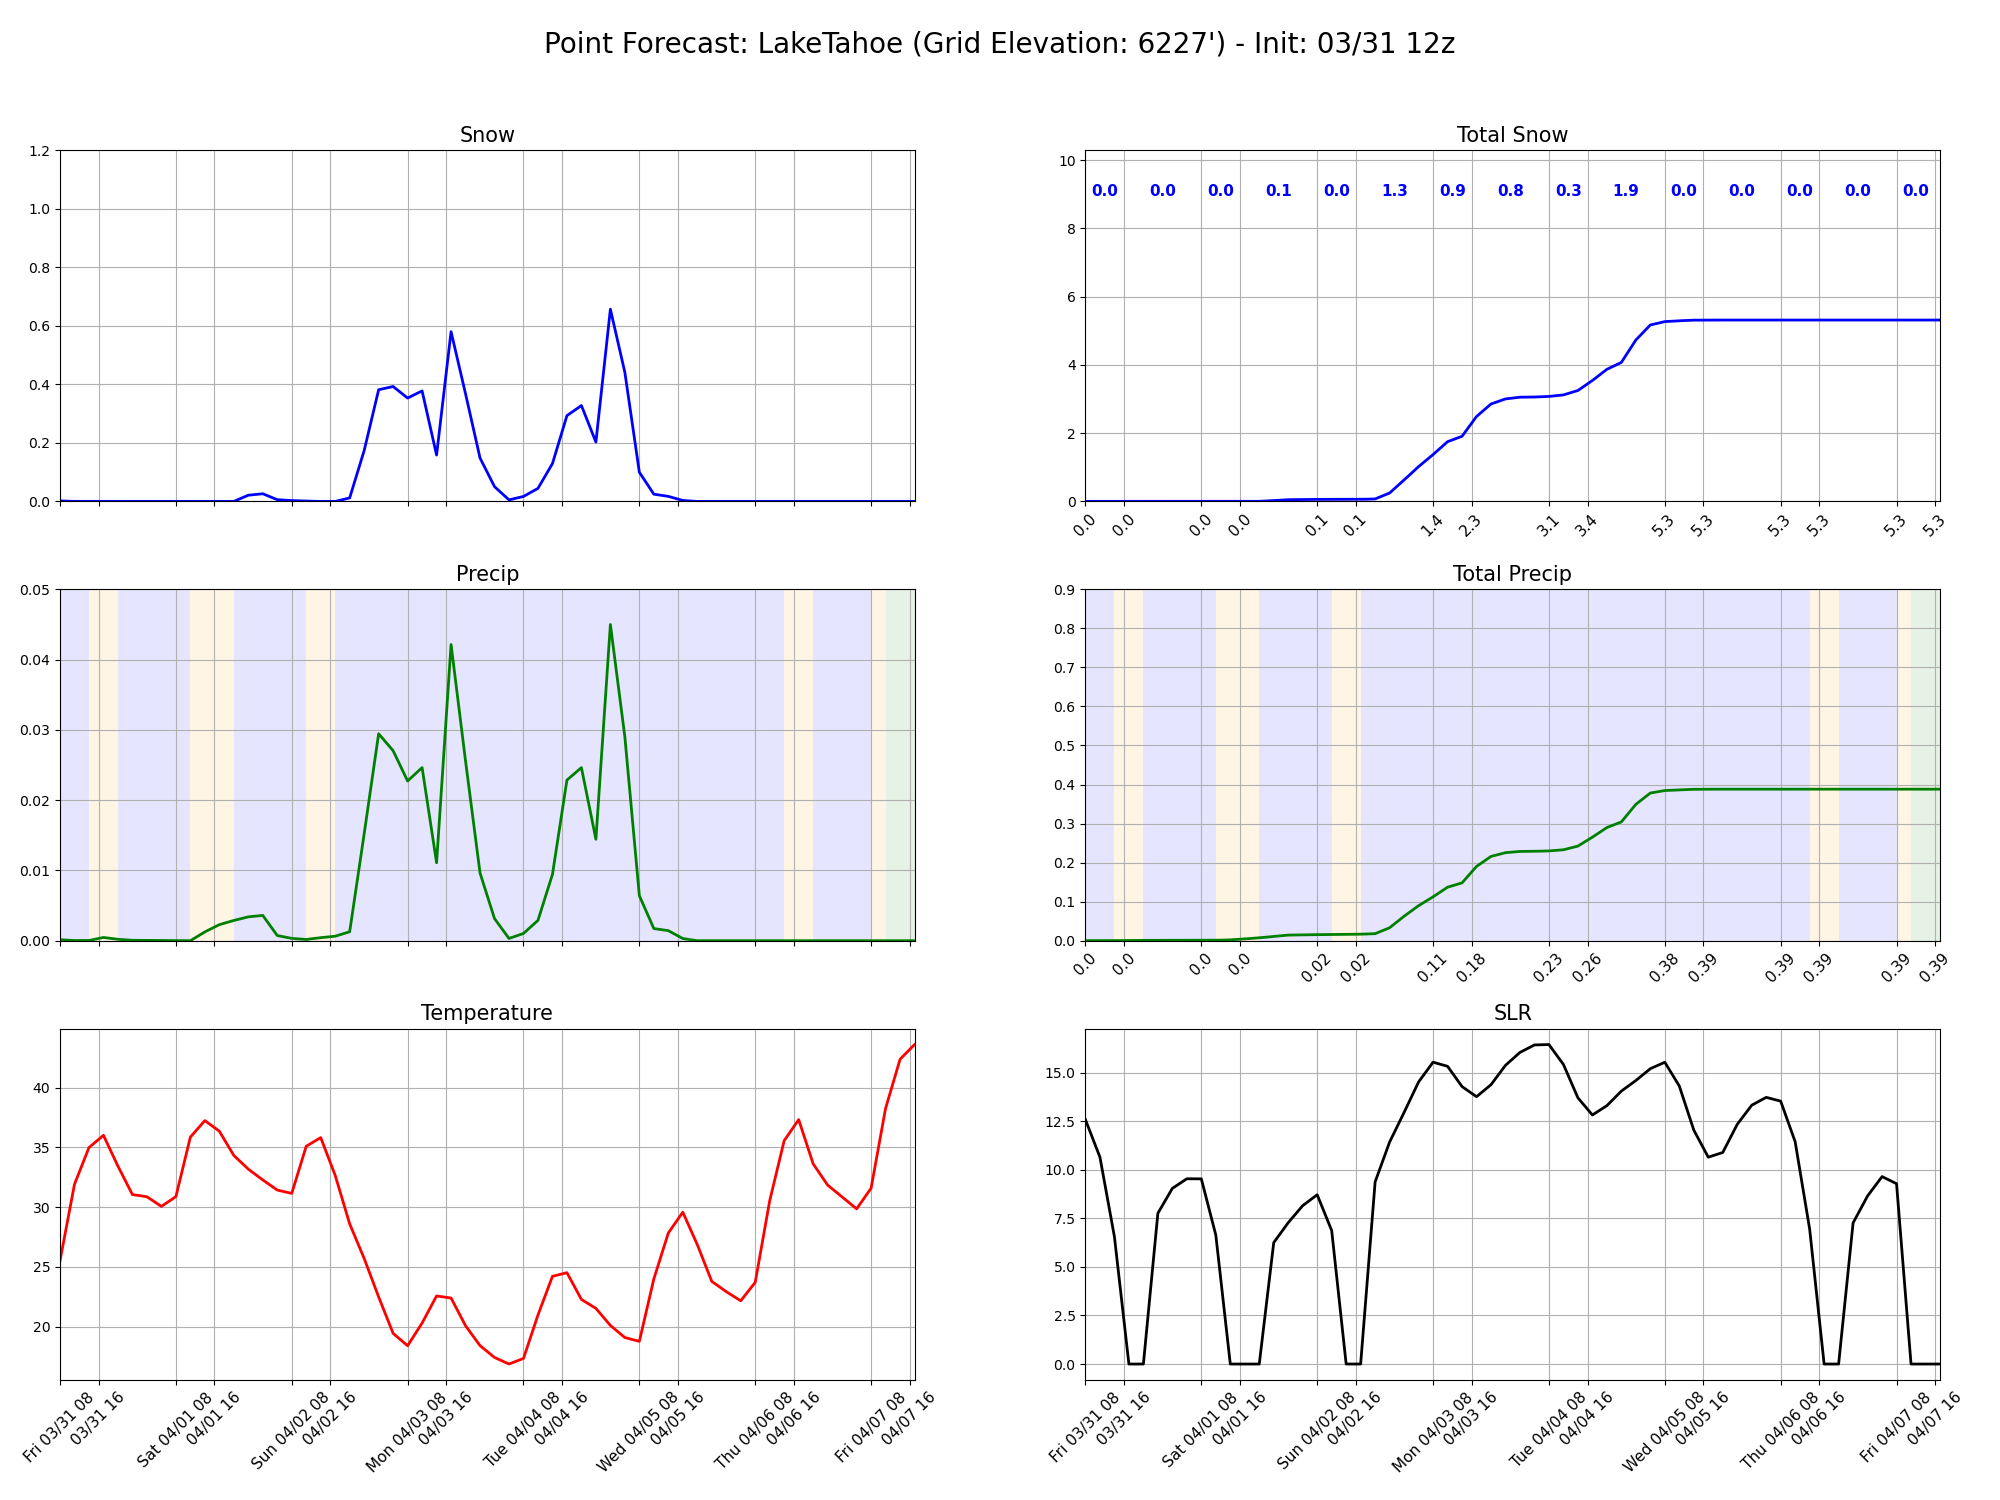 Point Forecast: LakeTahoe (Grid Elevation: 6227') - Init: 03/31 12z
Snow
1.2
1.0
0.8
0.6
0.4
0.2
0.0
Total Snow
10
8
6
4
2
0
0.0 0.0 0.0 0.1 0.0 1.3 0.9 0.8 0.3 1.9 0.0 0.0 0.0 0.0 0.0
0.0 0.0 0.0 0.0 0.1 0.1 1.4 2.3 3.1 3.4 5.3 5.3 5.3 5.3 5.3 5.3
Precip
0.05
0.04
0.03
0.02
0.01
0.00
Total Precip
0.9
0.8
0.7
0.6
0.5
0.4
0.3
0.2
0.1
0.0
0.0 0.0 0.0 0.0 0.02 0.02 0.11 0.18 0.23 0.26 0.38 0.39 0.39 0.39 0.39 0.39
Temperature
40
35
30
25
20
Fri 03/31 08
03/31 16
Sat 04/01 08
04/01 16
Sun 04/02 08
04/02 16
Mon 04/03 08
04/03 16
Tue 04/04 08
04/04 16
Wed 04/05 08
04/05 16
Thu 04/06 08
04/06 16
Fri 04/07 08
04/07 16
SLR
15.0
12.5
10.0
7.5
5.0
2.5
0.0
Fri 03/31 08
03/31 16
Sat 04/01 08
04/01 16
Sun 04/02 08
04/02 16
Mon 04/03 08
04/03 16
Tue 04/04 08
04/04 16
Wed 04/05 08
04/05 16
Thu 04/06 08
04/06 16
Fri 04/07 08
04/07 16